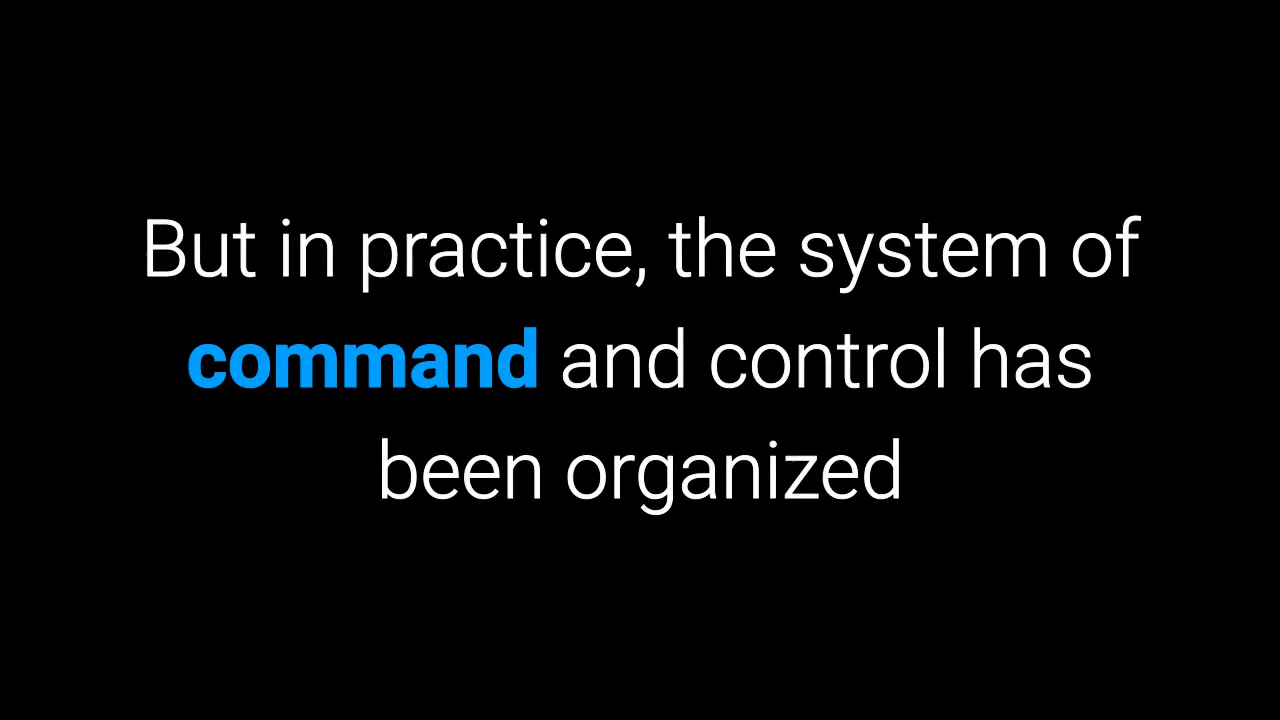 But in practice, the system of
command and control has
been organized